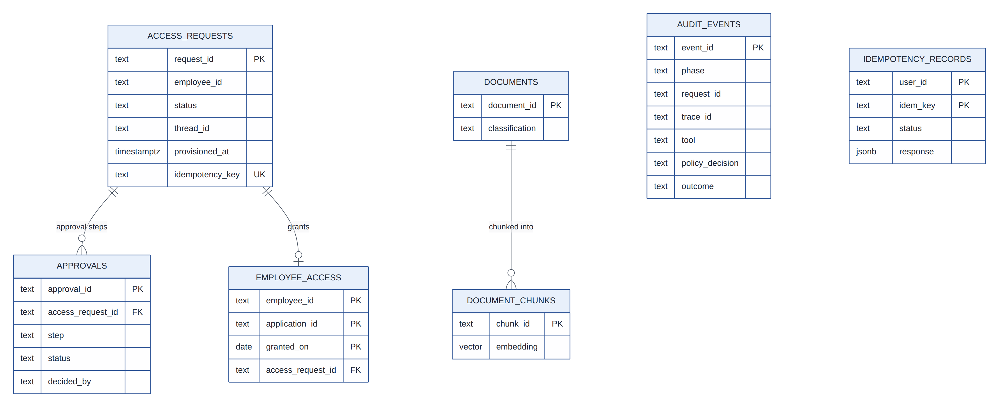 ACCESS_REQUESTS
text request_id PK
text employee_id
text status
text thread_id
timestamptz provisioned_at
text idempotency_key UK
approval steps
grants
APPROVALS
text approval_id PK
text access_request_id FK
text step
text status
text decided_by
EMPLOYEE_ACCESS
text employee_id PK
text application_id PK
date granted_on PK
text access_request_id FK
DOCUMENTS
text document_id PK
text classification
chunked into
DOCUMENT_CHUNKS
text chunk_id PK
vector embedding
AUDIT_EVENTS
text event_id PK
text phase
text request_id
text trace_id
text tool
text policy_decision
text outcome
IDEMPOTENCY_RECORDS
text user_id PK
text idem_key PK
text status
jsonb response